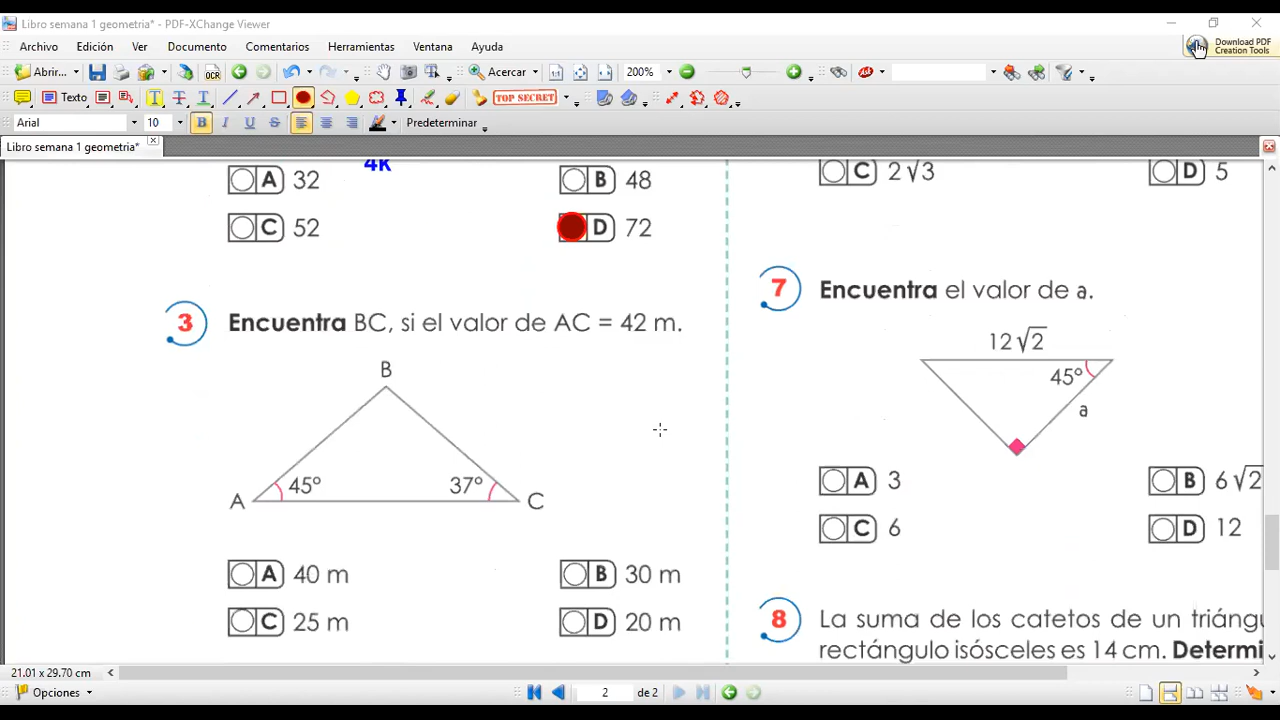 Libro semana 1 geometria* - PDF-XChange Viewer
Archivo Edición Ver Documento Comentarios Herramientas Ventana Ayuda
Download PDF
Creation Tools
Abrir... OCR Acercar 200%
Texto TOP SECRET
Arial 10 B I U S Predeterminar
Libro semana 1 geometria*
4K
A 32 B 48
C 52 D 72
3 Encuentra BC, si el valor de AC = 42 m.
B
45° 37°
A C
A 40 m B 30 m
C 25 m D 20 m
C 2√3 D 5
7 Encuentra el valor de a.
12√2
45°
a
A 3 B 6√2
C 6 D 12
8 La suma de los catetos de un triángu
rectángulo isósceles es 14 cm. Determi
21.01 x 29.70 cm
Opciones 2 de 2